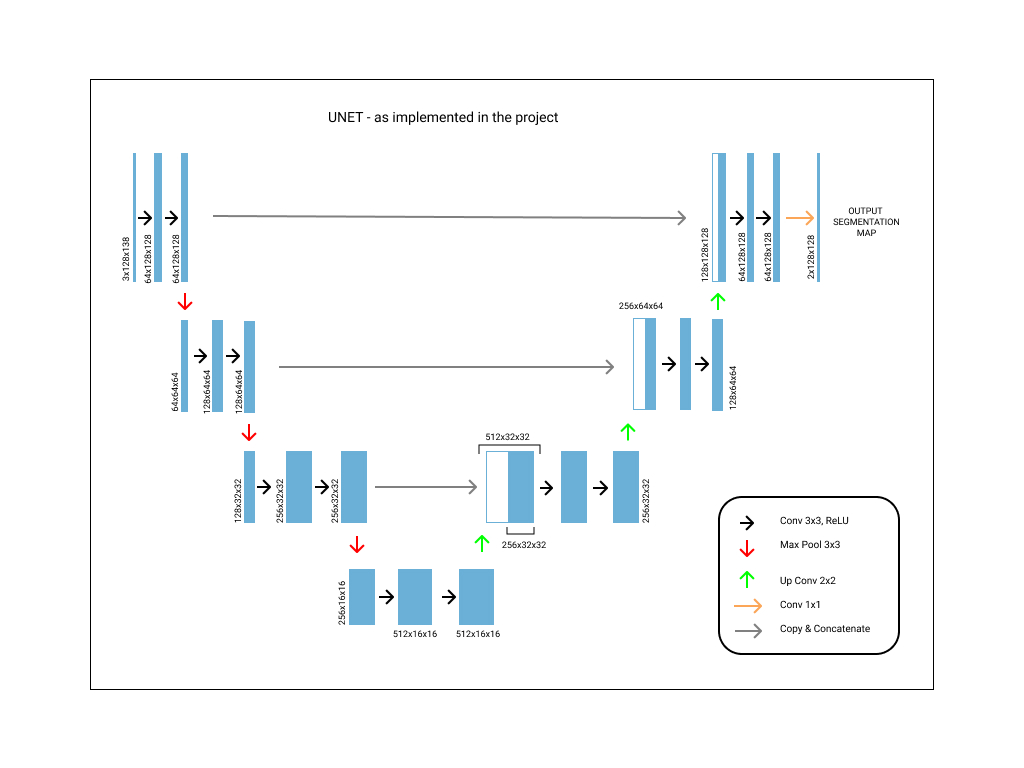 UNET - as implemented in the project
3x128x138
64x128x128
64x128x128
128x128x128
64x128x128
64x128x128
2x128x128
OUTPUT
SEGMENTATION
MAP
64x64x64
128x64x64
128x64x64
256x64x64
128x64x64
128x32x32
256x32x32
256x32x32
512x32x32
256x32x32
256x32x32
256x16x16
512x16x16
512x16x16
Conv 3x3, ReLU
Max Pool 3x3
Up Conv 2x2
Conv 1x1
Copy & Concatenate